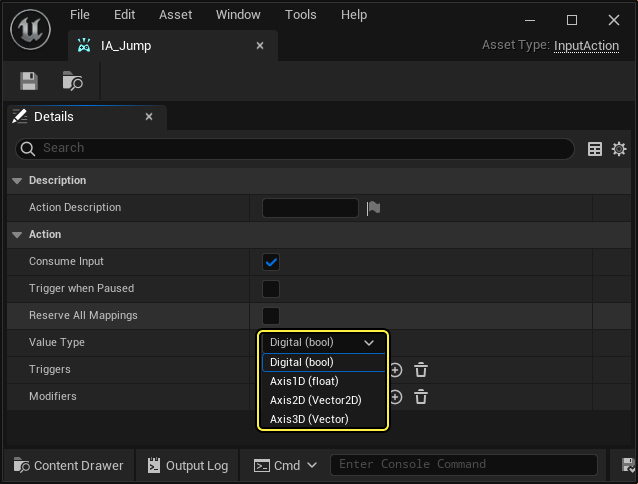 File Edit Asset Window Tools Help
IA_Jump
Asset Type: InputAction
Details
Search
Description
Action Description
Action
Consume Input
Trigger when Paused
Reserve All Mappings
Value Type Digital (bool)
Digital (bool)
Triggers
Axis1D (float)
Axis2D (Vector2D)
Modifiers
Axis3D (Vector)
Content Drawer Output Log Cmd Enter Console Command